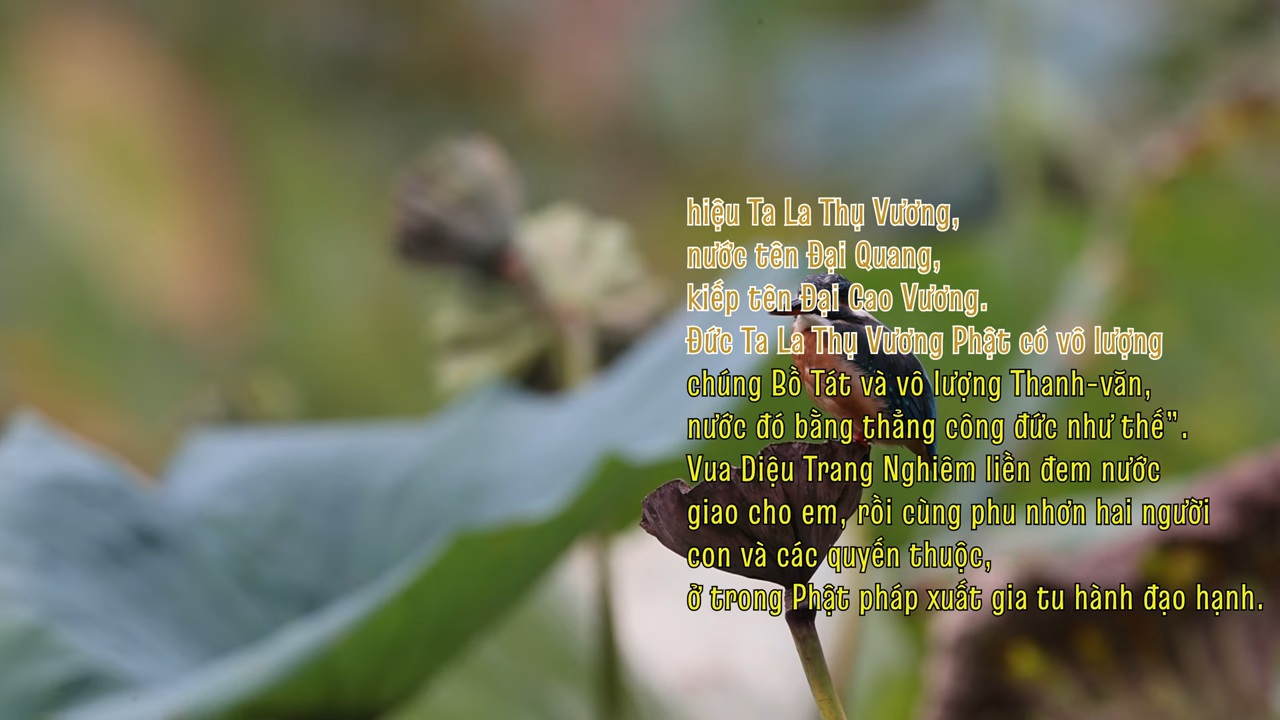 hiệu Ta La Thụ Vương,
nước tên Đại Quang,
kiếp tên Đại Cao Vương.
Đức Ta La Thụ Vương Phật có vô lượng
chúng Bồ Tát và vô lượng Thanh-văn,
nước đó bằng thẳng công đức như thế”.
Vua Diệu Trang Nghiêm liền đem nước
giao cho em, rồi cùng phu nhơn hai người
con và các quyến thuộc,
ở trong Phật pháp xuất gia tu hành đạo hạnh.